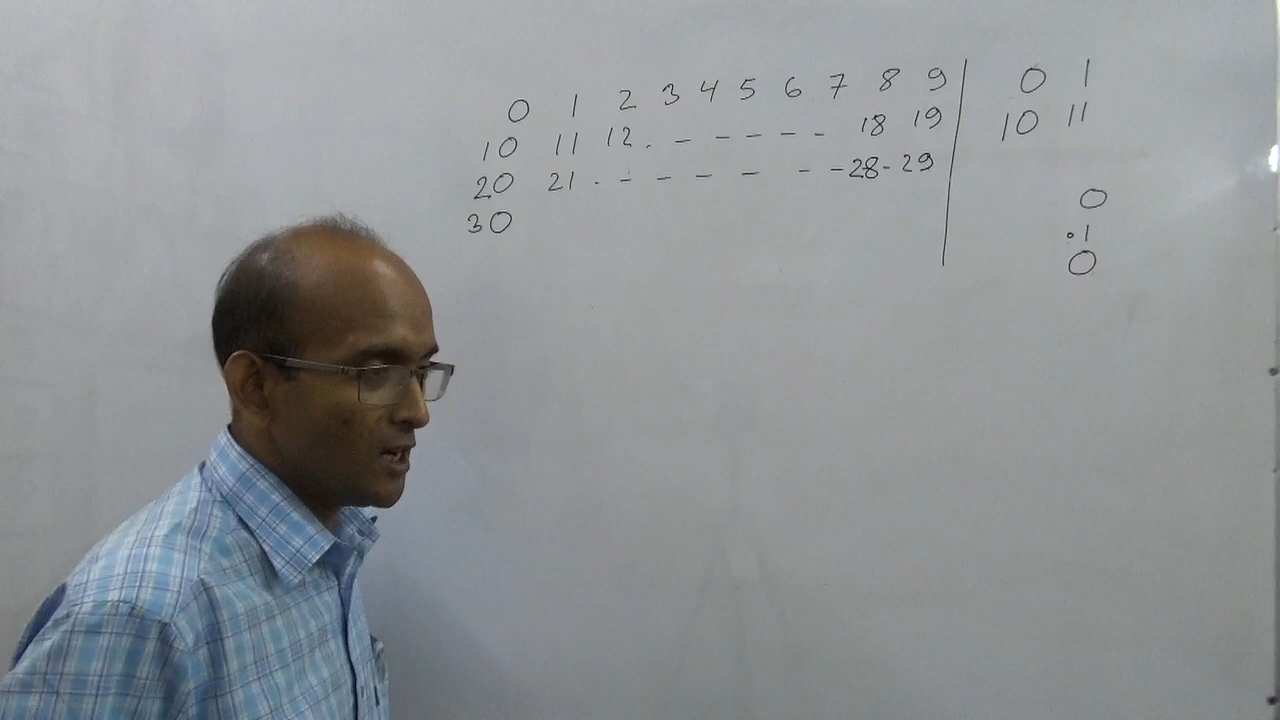 0 1 2 3 4 5 6 7 8 9 | 0 1
10 11 12 . - - - - - - 18 19 | 10 11
20 21 . - - - - - - 28 - 29 |
0
30
. 1
0